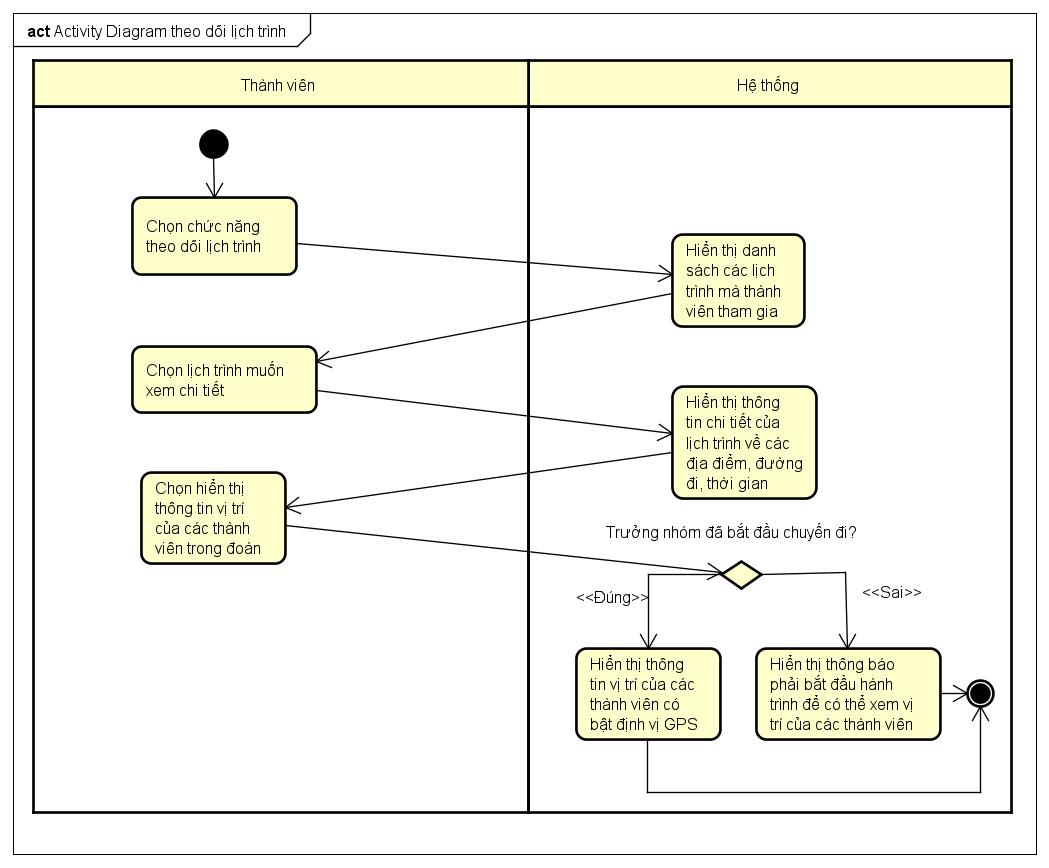 act Activity Diagram theo dõi lịch trình
Thành viên
Hệ thống
Chọn chức năng
theo dõi lịch trình
Hiển thị danh
sách các lịch
trình mà thành
viên tham gia
Chọn lịch trình muốn
xem chi tiết
Hiển thị thông
tin chi tiết của
lịch trình về các
địa điểm, đường
đi, thời gian
Chọn hiển thị
thông tin vị trí
của các thành
viên trong đoàn
Trưởng nhóm đã bắt đầu chuyến đi?
<<Đúng>>
<<Sai>>
Hiển thị thông
tin vị trí của các
thành viên có
bật định vị GPS
Hiển thị thông báo
phải bắt đầu hành
trình để có thể xem vị
trí của các thành viên